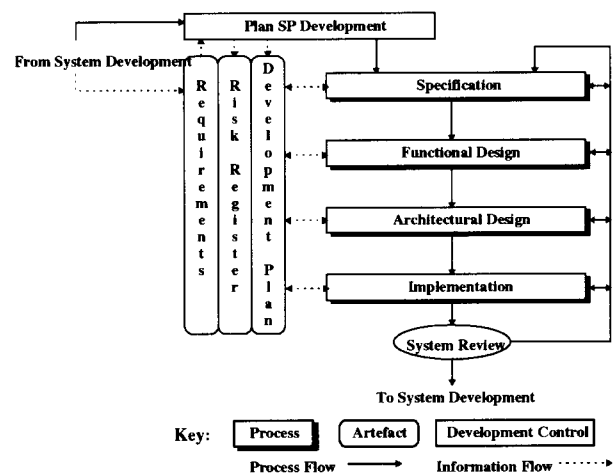 Plan SP Development
From System Development
Requirements
Risk Register
Development Plan
Specification
Functional Design
Architectural Design
Implementation
System Review
To System Development
Key: Process Artefact Development Control
Process Flow Information Flow